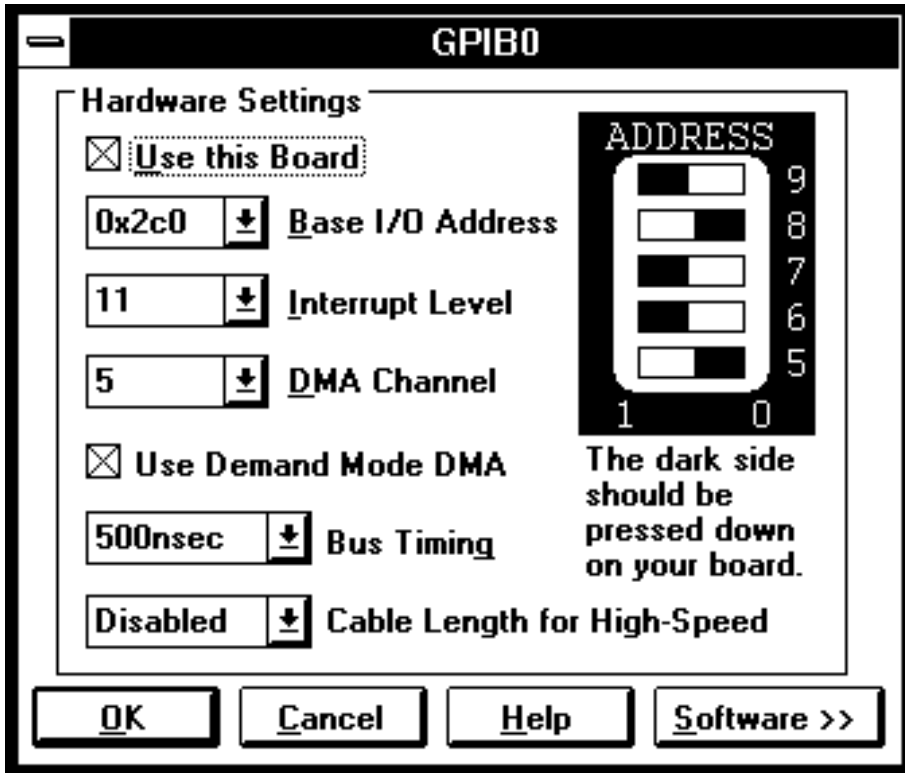 GPIB0
Hardware Settings
Use this Board
0x2c0 Base I/O Address
11 Interrupt Level
5 DMA Channel
Use Demand Mode DMA
500nsec Bus Timing
Disabled Cable Length for High-Speed
ADDRESS
9
8
7
6
5
1 0
The dark side
should be
pressed down
on your board.
OK Cancel Help Software >>